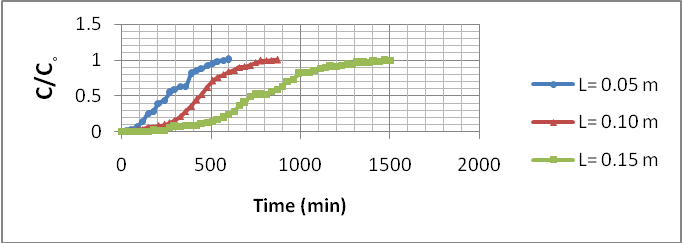 C/C°
1.5
1
0.5
0
0 500 1000 1500 2000
Time (min)
L= 0.05 m
L= 0.10 m
L= 0.15 m